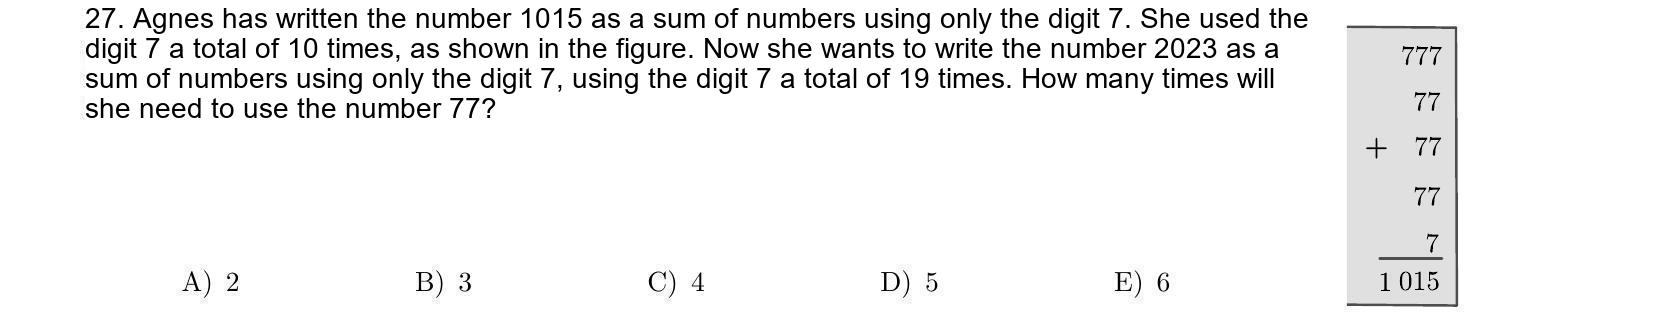 27. Agnes has written the number 1015 as a sum of numbers using only the digit 7. She used the
digit 7 a total of 10 times, as shown in the figure. Now she wants to write the number 2023 as a
sum of numbers using only the digit 7, using the digit 7 a total of 19 times. How many times will
she need to use the number 77?
777
77
+ 77
77
7
1 015
A) 2 B) 3 C) 4 D) 5 E) 6